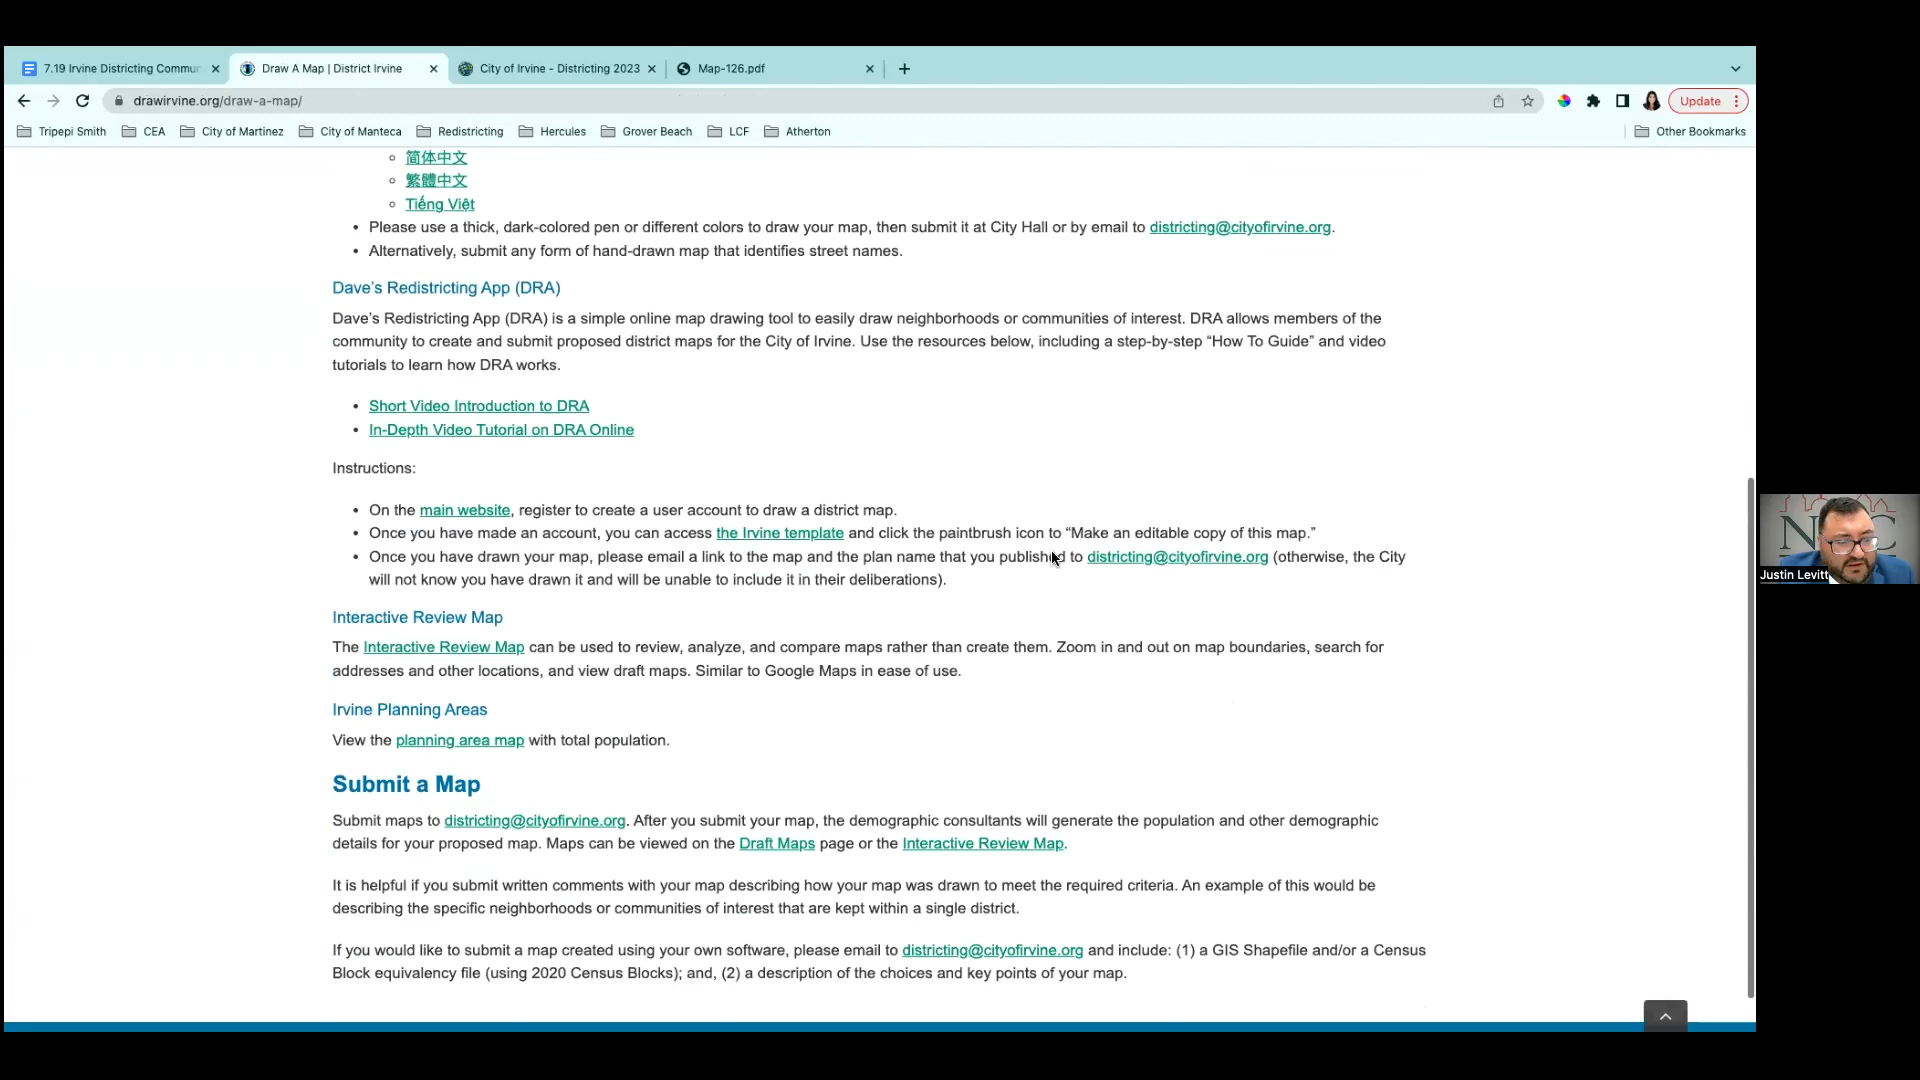 7.19 Irvine Districting Commun
Draw A Map | District Irvine
City of Irvine - Districting 2023
Map-126.pdf
drawirvine.org/draw-a-map/
Update
Tripepi Smith
CEA
City of Martinez
City of Manteca
Redistricting
Hercules
Grover Beach
LCF
Atherton
Other Bookmarks
简体中文
繁體中文
Tiếng Việt
• Please use a thick, dark-colored pen or different colors to draw your map, then submit it at City Hall or by email to districting@cityofirvine.org.
• Alternatively, submit any form of hand-drawn map that identifies street names.
Dave's Redistricting App (DRA)
Dave's Redistricting App (DRA) is a simple online map drawing tool to easily draw neighborhoods or communities of interest. DRA allows members of the
community to create and submit proposed district maps for the City of Irvine. Use the resources below, including a step-by-step “How To Guide” and video
tutorials to learn how DRA works.
• Short Video Introduction to DRA
• In-Depth Video Tutorial on DRA Online
Instructions:
• On the main website, register to create a user account to draw a district map.
• Once you have made an account, you can access the Irvine template and click the paintbrush icon to “Make an editable copy of this map.”
• Once you have drawn your map, please email a link to the map and the plan name that you published to districting@cityofirvine.org (otherwise, the City
will not know you have drawn it and will be unable to include it in their deliberations).
Interactive Review Map
The Interactive Review Map can be used to review, analyze, and compare maps rather than create them. Zoom in and out on map boundaries, search for
addresses and other locations, and view draft maps. Similar to Google Maps in ease of use.
Irvine Planning Areas
View the planning area map with total population.
Submit a Map
Submit maps to districting@cityofirvine.org. After you submit your map, the demographic consultants will generate the population and other demographic
details for your proposed map. Maps can be viewed on the Draft Maps page or the Interactive Review Map.
It is helpful if you submit written comments with your map describing how your map was drawn to meet the required criteria. An example of this would be
describing the specific neighborhoods or communities of interest that are kept within a single district.
If you would like to submit a map created using your own software, please email to districting@cityofirvine.org and include: (1) a GIS Shapefile and/or a Census
Block equivalency file (using 2020 Census Blocks); and, (2) a description of the choices and key points of your map.
Justin Levitt